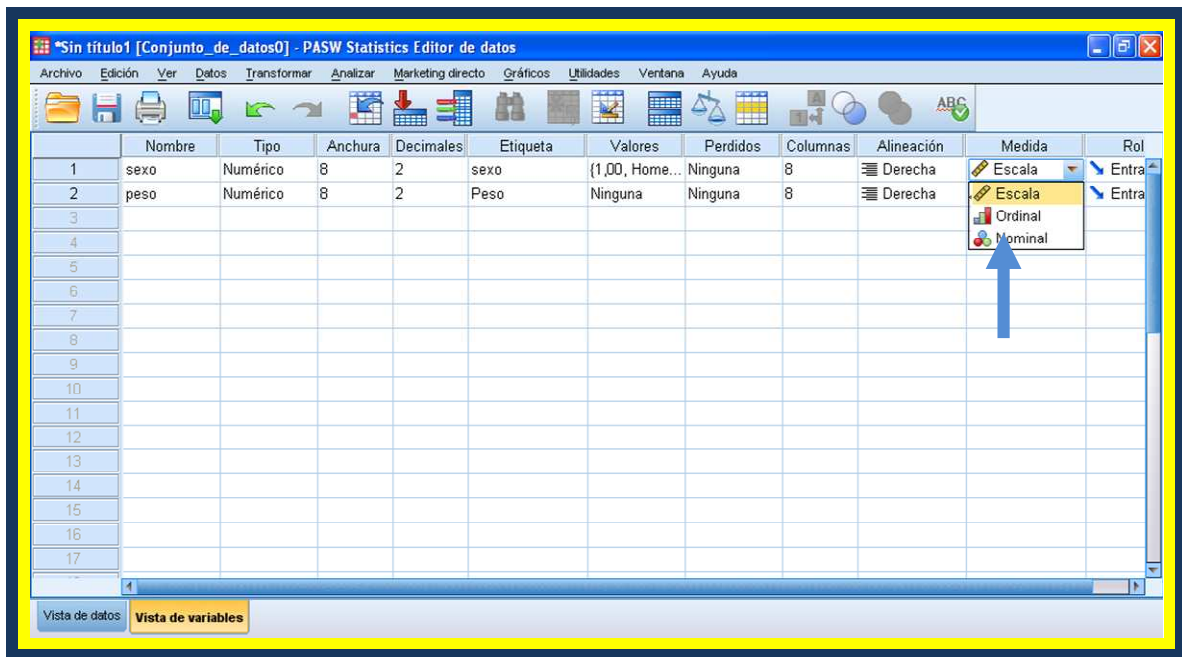 *Sin título1 [Conjunto_de_datos0] - PASW Statistics Editor de datos
Archivo Edición Ver Datos Transformar Analizar Marketing directo Gráficos Utilidades Ventana Ayuda
ABC
Nombre Tipo Anchura Decimales Etiqueta Valores Perdidos Columnas Alineación Medida Rol
1 sexo Numérico 8 2 sexo {1,00, Home... Ninguna 8 Derecha Escala Entra
2 peso Numérico 8 2 Peso Ninguna Ninguna 8 Derecha Escala Entra
3 Ordinal
4 Nominal
5
6
7
8
9
10
11
12
13
14
15
16
17
Vista de datos Vista de variables